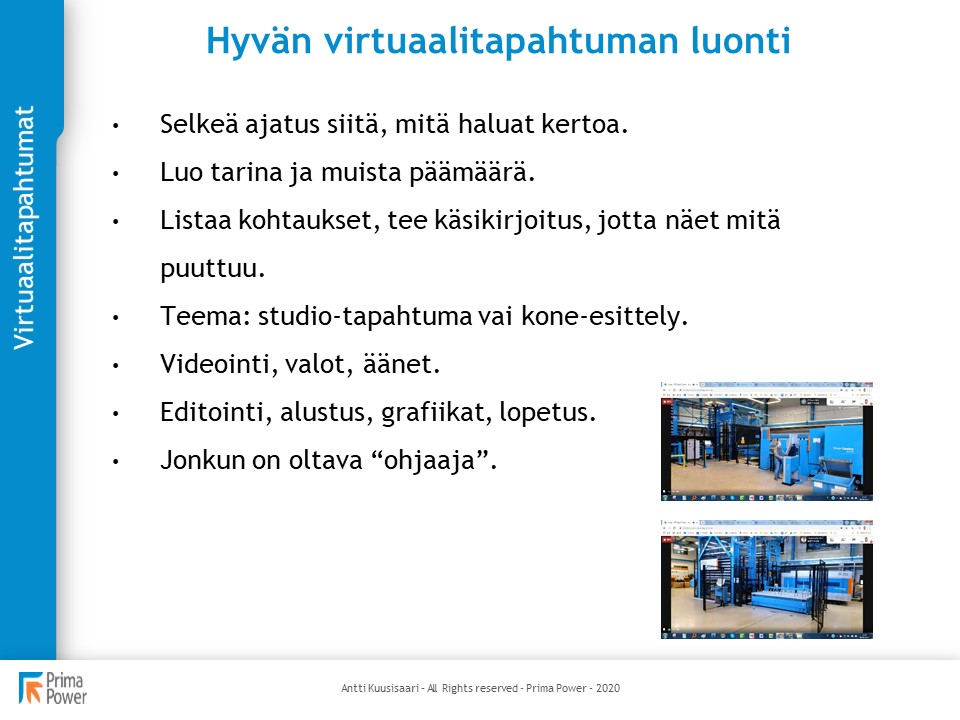 Hyvän virtuaalitapahtuman luonti
Virtuaalitapahtumat
• Selkeä ajatus siitä, mitä haluat kertoa.
• Luo tarina ja muista päämäärä.
• Listaa kohtaukset, tee käsikirjoitus, jotta näet mitä
puuttuu.
• Teema: studio-tapahtuma vai kone-esittely.
• Videointi, valot, äänet.
• Editointi, alustus, grafiikat, lopetus.
• Jonkun on oltava “ohjaaja”.
Prima
Power
Antti Kuusisaari – All Rights reserved - Prima Power - 2020